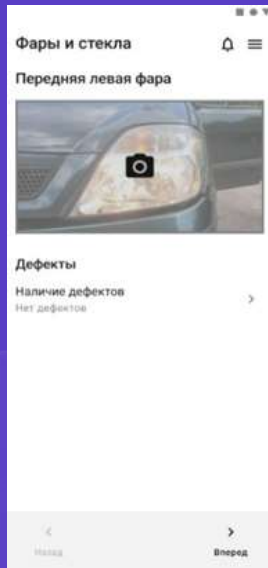 Фары и стекла
Передняя левая фара
Дефекты
Наличие дефектов
Нет дефектов
Назад
Вперед